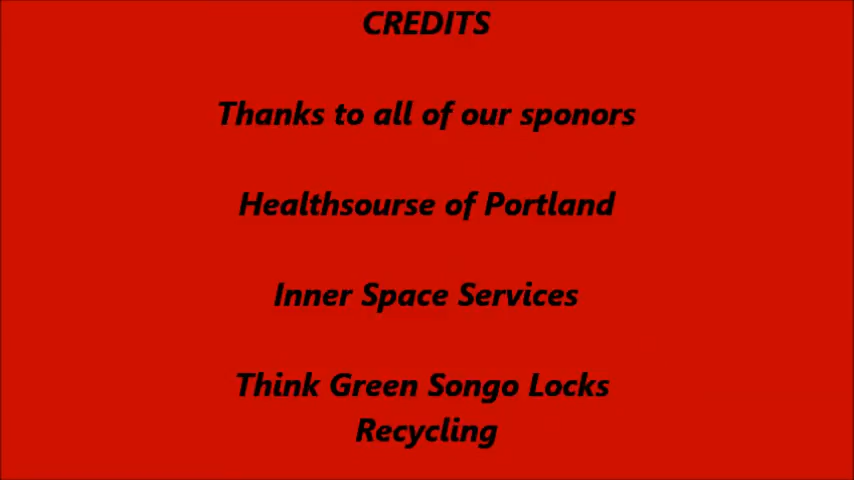 CREDITS
Thanks to all of our sponors
Healthsourse of Portland
Inner Space Services
Think Green Songo Locks
Recycling